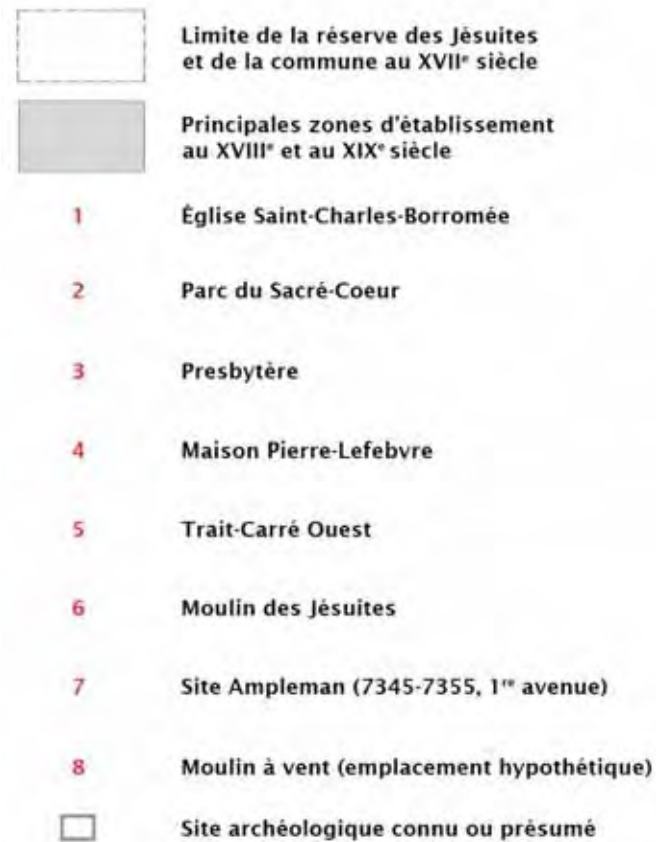 Limite de la réserve des Jésuites
et de la commune au XVIIᵉ siècle
Principales zones d'établissement
au XVIIIᵉ et au XIXᵉ siècle
1 Église Saint-Charles-Borromée
2 Parc du Sacré-Coeur
3 Presbytère
4 Maison Pierre-Lefebvre
5 Trait-Carré Ouest
6 Moulin des Jésuites
7 Site Ampleman (7345-7355, 1ʳᵉ avenue)
8 Moulin à vent (emplacement hypothétique)
Site archéologique connu ou présumé